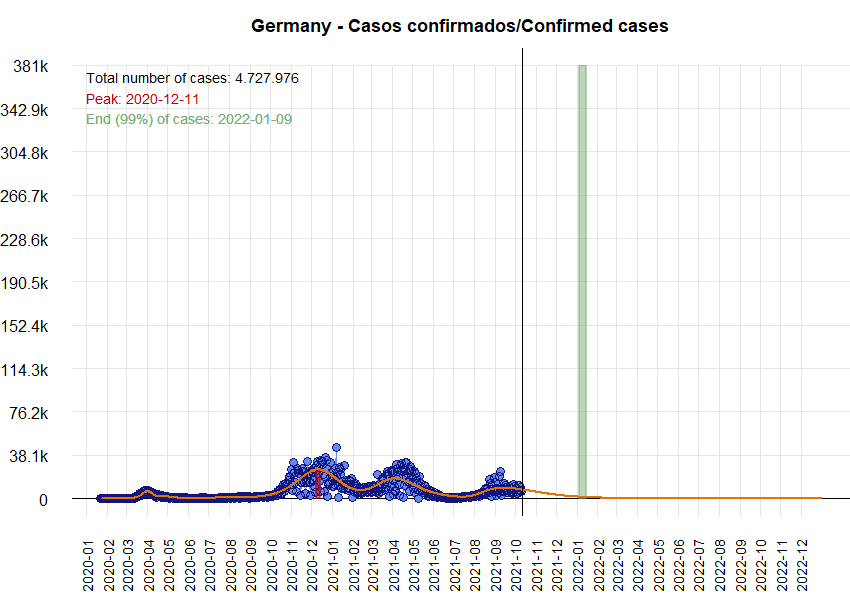 Germany - Casos confirmados/Confirmed cases
381k
342.9k
304.8k
266.7k
228.6k
190.5k
152.4k
114.3k
76.2k
38.1k
0
Total number of cases: 4.727.976
Peak: 2020-12-11
End (99%) of cases: 2022-01-09
2020-01
2020-02
2020-03
2020-04
2020-05
2020-06
2020-07
2020-08
2020-09
2020-10
2020-11
2020-12
2021-01
2021-02
2021-03
2021-04
2021-05
2021-06
2021-07
2021-08
2021-09
2021-10
2021-11
2021-12
2022-01
2022-02
2022-03
2022-04
2022-05
2022-06
2022-07
2022-08
2022-09
2022-10
2022-11
2022-12